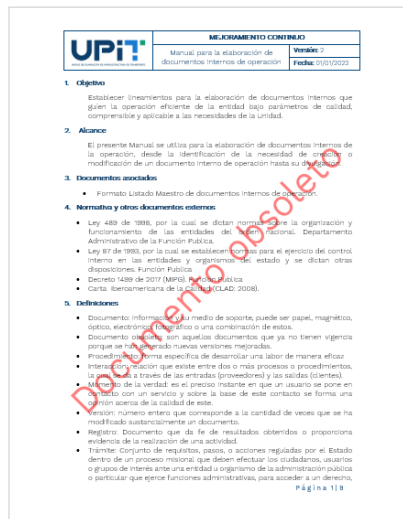 UPIT
MEJORAMIENTO CONTINUO
Manual para la elaboración de
documentos internos de operación
Versión: 2
Fecha: 01/01/2023
1. Objetivo
Establecer lineamientos para la elaboración de documentos internos que
guíen la operación eficiente de la entidad bajo parámetros de calidad,
comprensible y aplicable a las necesidades de la unidad.
2. Alcance
El presente Manual se utiliza para la elaboración de documentos internos de
la operación, desde la identificación de la necesidad de creación o
modificación de un documento interno de operación hasta su divulgación.
3. Documentos asociados
• Formato Listado Maestro de documentos internos de operación.
4. Normativa y otros documentos externos
• Ley 489 de 1998, por la cual se dictan normas sobre la organización y
funcionamiento de las entidades del orden nacional. Departamento
Administrativo de la Función Publica.
• Ley 87 de 1993, por la cual se establecen normas para el ejercicio del control
interno en las entidades y organismos del estado y se dictan otras
disposiciones. Función Publica
• Decreto 1499 de 2017 (MIPG). Función Publica
• Carta Iberoamericana de la Calidad (CLAD: 2008).
5. Definiciones
• Documento: Información y su medio de soporte, puede ser papel, magnético,
óptico, electrónico, fotográfico o una combinación de estos.
• Documento obsoleto: son aquellos documentos que ya no tienen vigencia
porque se han generado nuevas versiones mejoradas.
• Procedimiento: forma específica de desarrollar una labor de manera eficaz
• Interacción: relación que existe entre dos o más procesos o procedimientos,
la cual se da a través de las entradas (proveedores) y las salidas (clientes).
• Momento de la verdad: es el preciso instante en que un usuario se pone en
contacto con un servicio y sobre la base de este contacto se forma una
opinión acerca de la calidad de este.
• Versión: número entero que corresponde a la cantidad de veces que se ha
modificado sustancialmente un documento.
• Registro: Documento que da fe de resultados obtenidos o proporciona
evidencia de la realización de una actividad.
• Trámite: Conjunto de requisitos, pasos, o acciones reguladas por el Estado
dentro de un proceso misional que deben efectuar los ciudadanos, usuarios
o grupos de interés ante una entidad u organismo de la administración pública
o particular que ejerce funciones administrativas, para acceder a un derecho,
Página 1|9
Documento obsoleto